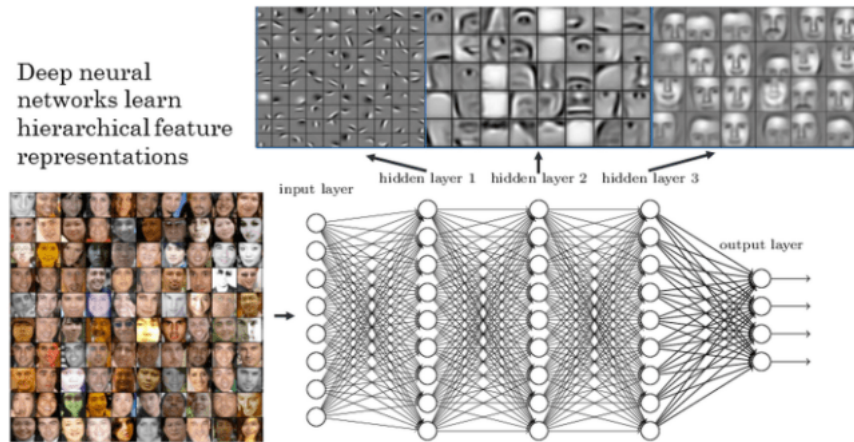 Deep neural
networks learn
hierarchical feature
representations
input layer
hidden layer 1
hidden layer 2
hidden layer 3
output layer